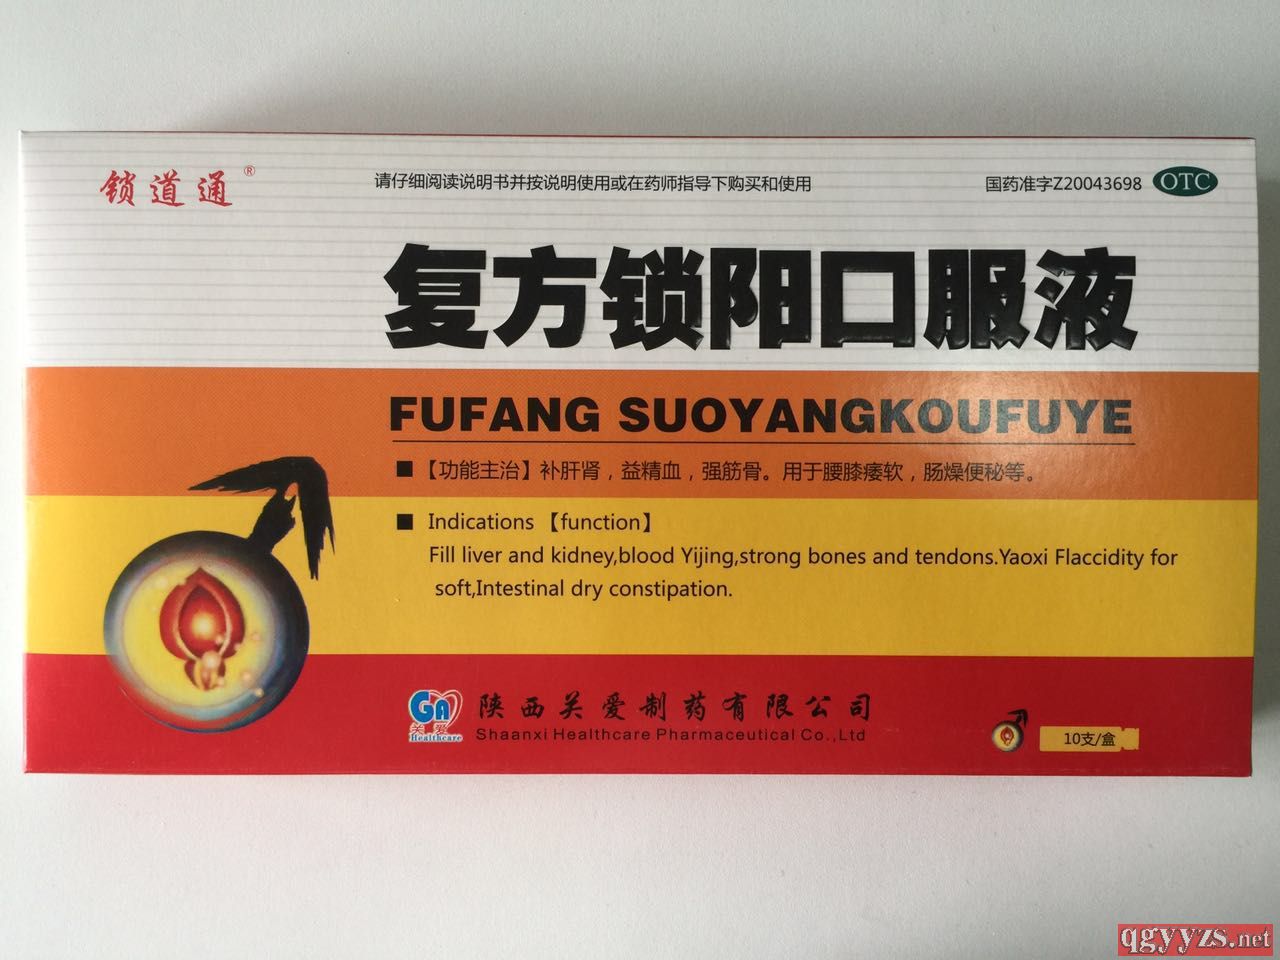 锁道通®
请仔细阅读说明书并按说明使用或在药师指导下购买和使用
国药准字Z20043698 OTC
复方锁阳口服液
FUFANG SUOYANGKOUFUYE
■【功能主治】补肝肾，益精血，强筋骨。用于腰膝痿软，肠燥便秘等。
■ Indications 【function】
Fill liver and kidney,blood Yijing,strong bones and tendons.Yaoxi Flaccidity for
soft,Intestinal dry constipation.
GA
关爱
Healthcare
陕西关爱制药有限公司
Shaanxi Healthcare Pharmaceutical Co.,Ltd
10支/盒
qgyyzs.net